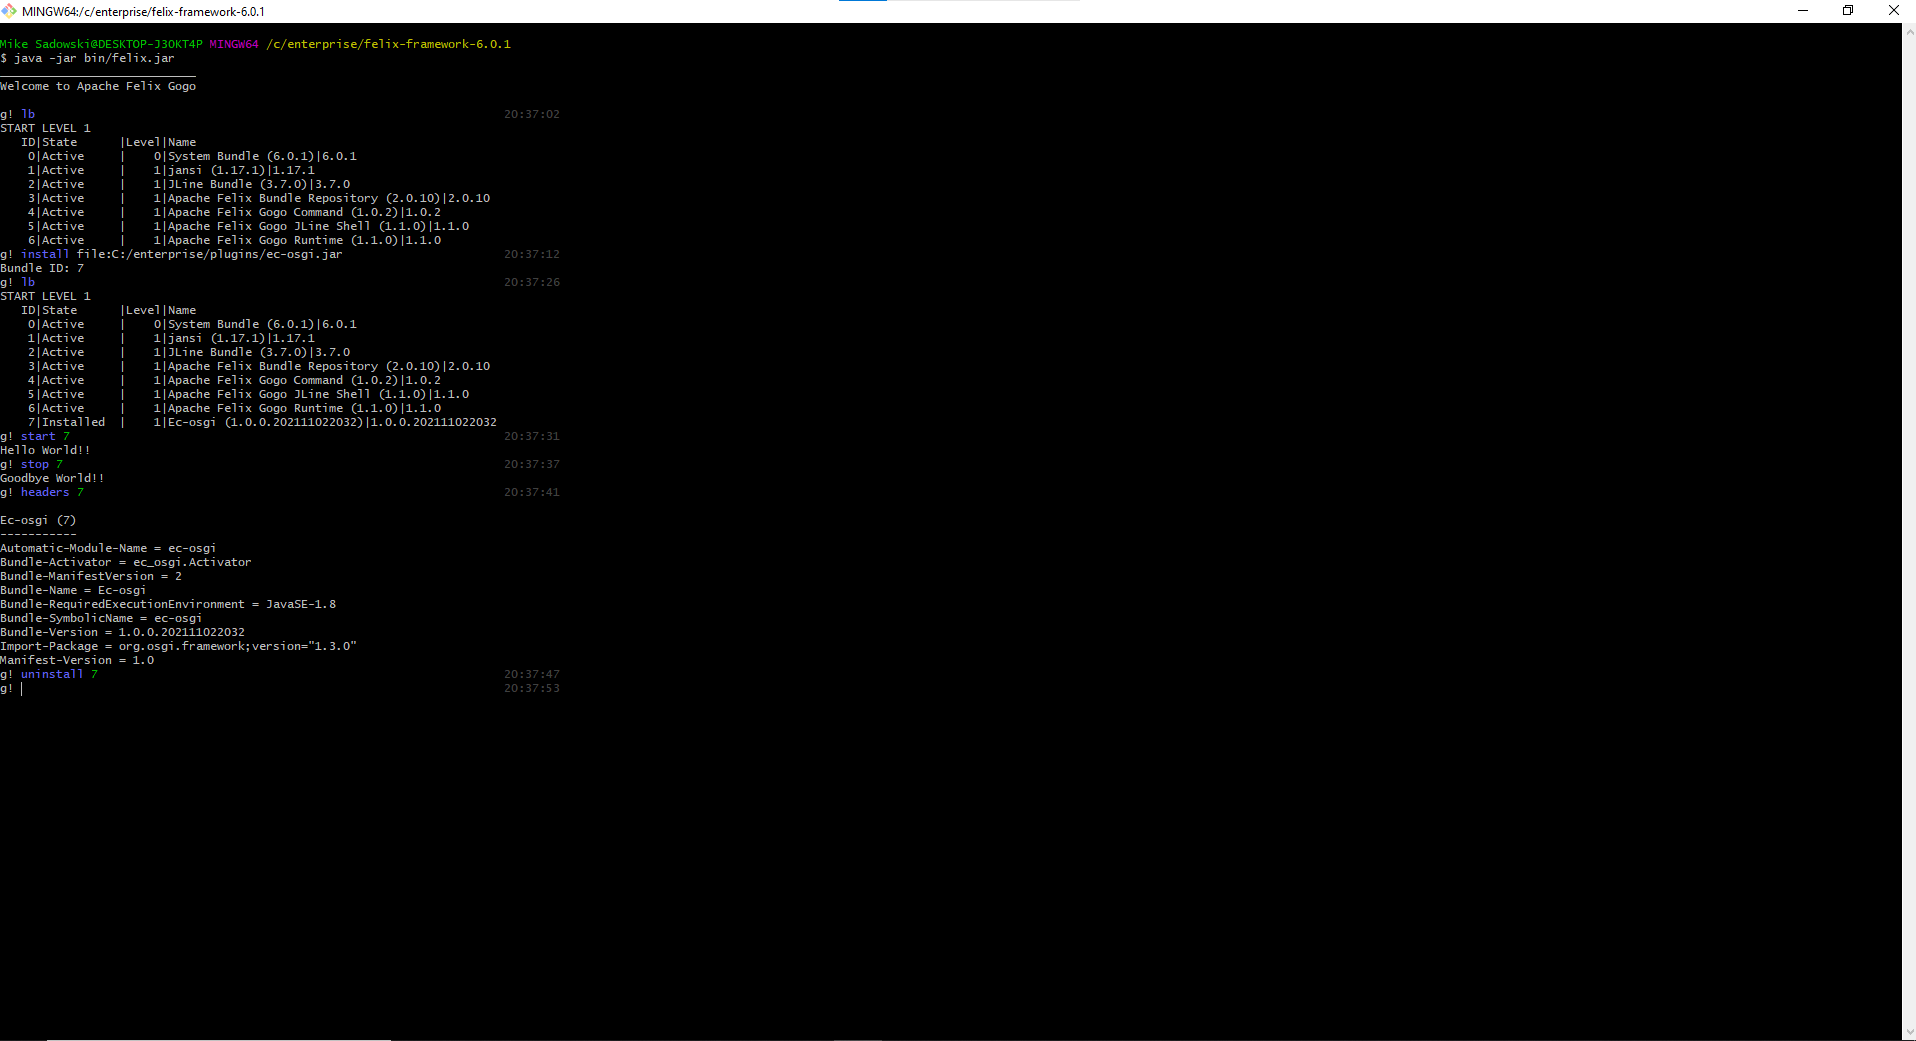 MINGW64:/c/enterprise/felix-framework-6.0.1
Mike Sadowski@DESKTOP-J3OKT4P MINGW64 /c/enterprise/felix-framework-6.0.1
$ java -jar bin/felix.jar
____________________________
Welcome to Apache Felix Gogo
g! lb 20:37:02
START LEVEL 1
   ID|State      |Level|Name
    0|Active     |    0|System Bundle (6.0.1)|6.0.1
    1|Active     |    1|jansi (1.17.1)|1.17.1
    2|Active     |    1|JLine Bundle (3.7.0)|3.7.0
    3|Active     |    1|Apache Felix Bundle Repository (2.0.10)|2.0.10
    4|Active     |    1|Apache Felix Gogo Command (1.0.2)|1.0.2
    5|Active     |    1|Apache Felix Gogo JLine Shell (1.1.0)|1.1.0
    6|Active     |    1|Apache Felix Gogo Runtime (1.1.0)|1.1.0
g! install file:C:/enterprise/plugins/ec-osgi.jar 20:37:12
Bundle ID: 7
g! lb 20:37:26
START LEVEL 1
   ID|State      |Level|Name
    0|Active     |    0|System Bundle (6.0.1)|6.0.1
    1|Active     |    1|jansi (1.17.1)|1.17.1
    2|Active     |    1|JLine Bundle (3.7.0)|3.7.0
    3|Active     |    1|Apache Felix Bundle Repository (2.0.10)|2.0.10
    4|Active     |    1|Apache Felix Gogo Command (1.0.2)|1.0.2
    5|Active     |    1|Apache Felix Gogo JLine Shell (1.1.0)|1.1.0
    6|Active     |    1|Apache Felix Gogo Runtime (1.1.0)|1.1.0
    7|Installed  |    1|Ec-osgi (1.0.0.202111022032)|1.0.0.202111022032
g! start 7 20:37:31
Hello World!!
g! stop 7 20:37:37
Goodbye World!!
g! headers 7 20:37:41
Ec-osgi (7)
-----------
Automatic-Module-Name = ec-osgi
Bundle-Activator = ec_osgi.Activator
Bundle-ManifestVersion = 2
Bundle-Name = Ec-osgi
Bundle-RequiredExecutionEnvironment = JavaSE-1.8
Bundle-SymbolicName = ec-osgi
Bundle-Version = 1.0.0.202111022032
Import-Package = org.osgi.framework;version="1.3.0"
Manifest-Version = 1.0
g! uninstall 7 20:37:47
g! 20:37:53